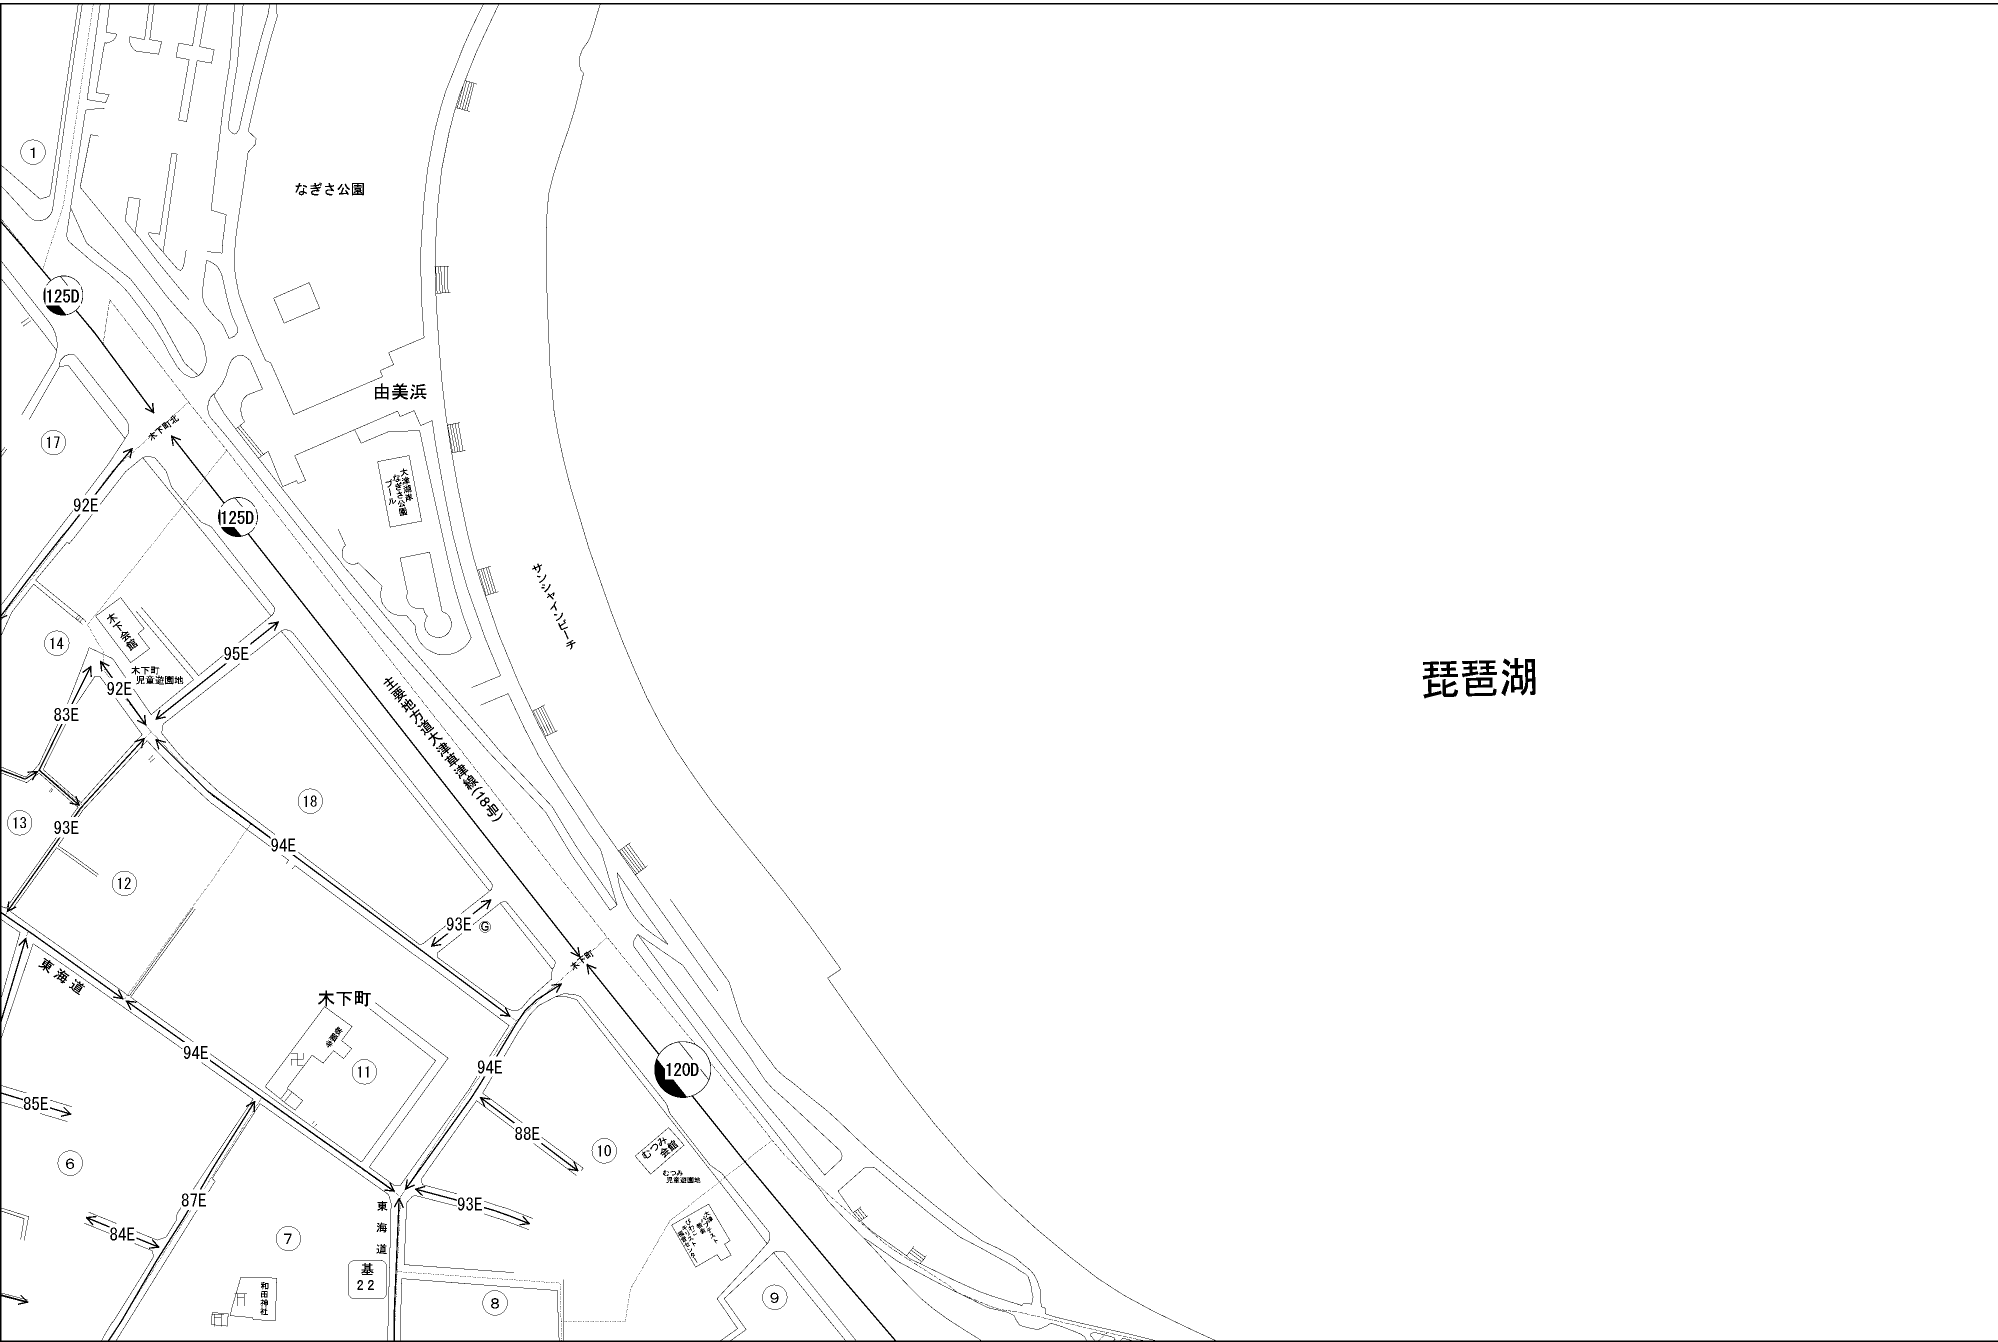 1
なぎさ公園
125D
由美浜
木下町北
17
大津湖岸
なぎさ公園
プール
92E
125D
サンシャインビーチ
木下会館
14
木下町
児童遊園地
95E
92E
83E
琵琶湖
主要地方道大津草津線(18号)
18
13
93E
94E
12
93E
G
木下町
東海道
木下町
94E
11
94E
120D
85E
88E
10
むつみ
会館
6
むつみ
児童遊園地
87E
93E
東海道
84E
7
基
22
和田神社
8
9